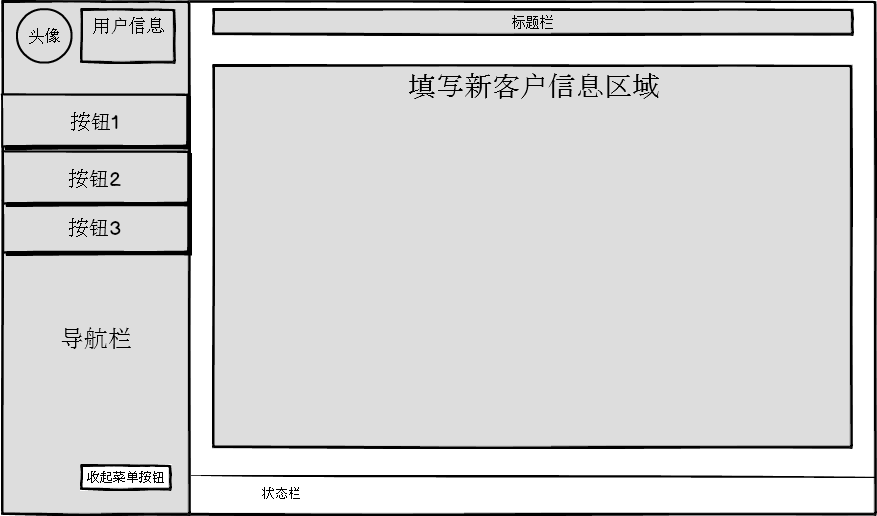 头像
用户信息
标题栏
填写新客户信息区域
按钮1
按钮2
按钮3
导航栏
收起菜单按钮
状态栏